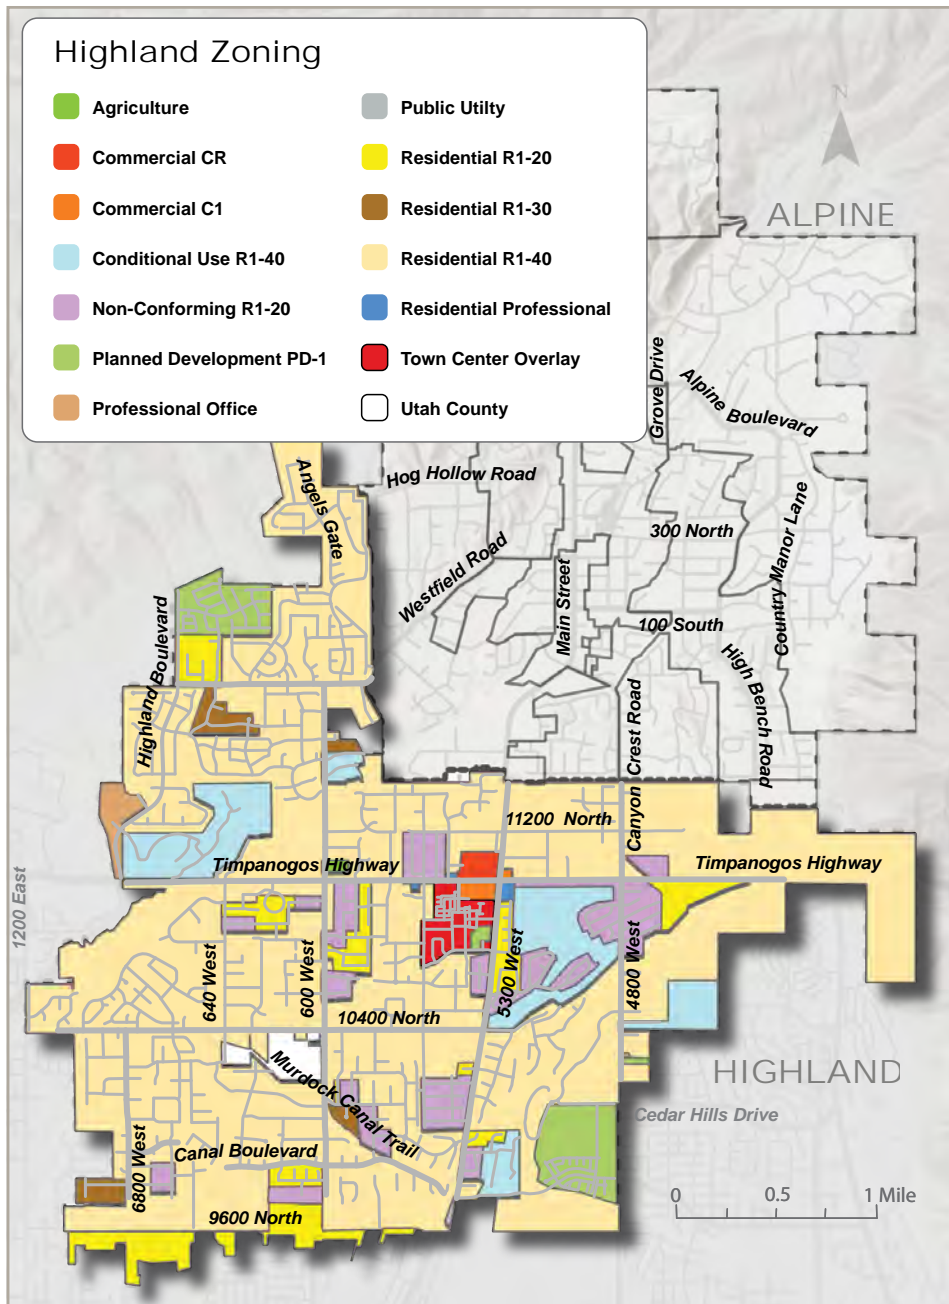 Highland Zoning
Agriculture
Commercial CR
Commercial C1
Conditional Use R1-40
Non-Conforming R1-20
Planned Development PD-1
Professional Office
Public Utilty
Residential R1-20
Residential R1-30
Residential R1-40
Residential Professional
Town Center Overlay
Utah County
N
ALPINE
Grove Drive
Alpine Boulevard
Hog Hollow Road
Angels Gate
300 North
Country Manor Lane
Westfield Road
Main Street
100 South
Highland Boulevard
High Bench Road
Canyon Crest Road
11200 North
Timpanogos Highway
Timpanogos Highway
1200 East
640 West
600 West
5300 West
4800 West
10400 North
Murdock Canal Trail
HIGHLAND
Cedar Hills Drive
6800 West
Canal Boulevard
9600 North
0 0.5 1 Mile